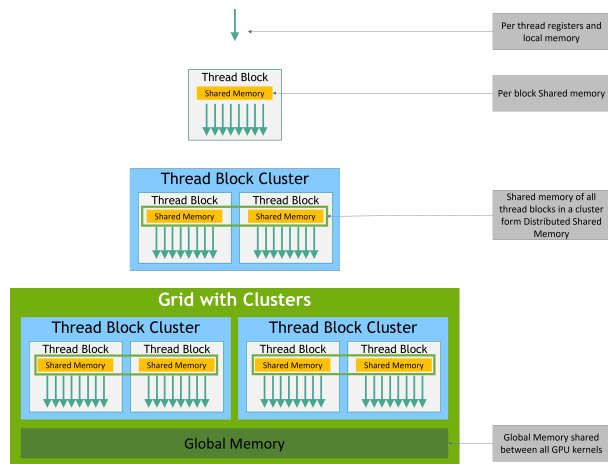 Per thread registers and
local memory
Thread Block
Shared Memory
Per block Shared memory
Thread Block Cluster
Thread Block
Thread Block
Shared Memory
Shared Memory
Shared memory of all
thread blocks in a cluster
form Distributed Shared
Memory
Grid with Clusters
Thread Block Cluster
Thread Block Cluster
Thread Block
Thread Block
Thread Block
Thread Block
Shared Memory
Shared Memory
Shared Memory
Shared Memory
Global Memory
Global Memory shared
between all GPU kernels